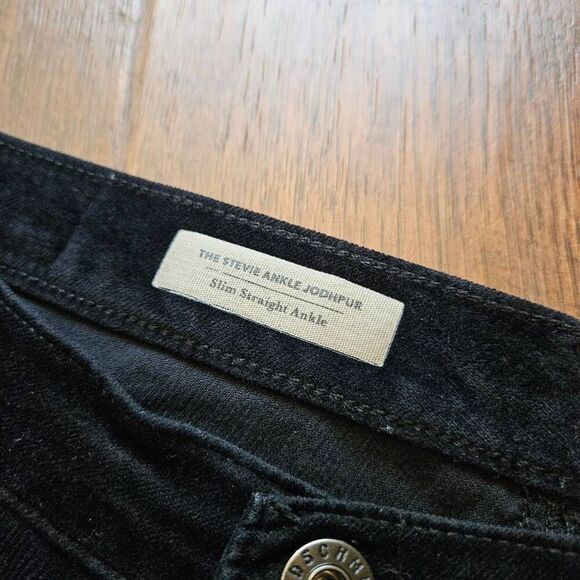 THE STEVIE ANKLE JODHPUR
Slim Straight Ankle